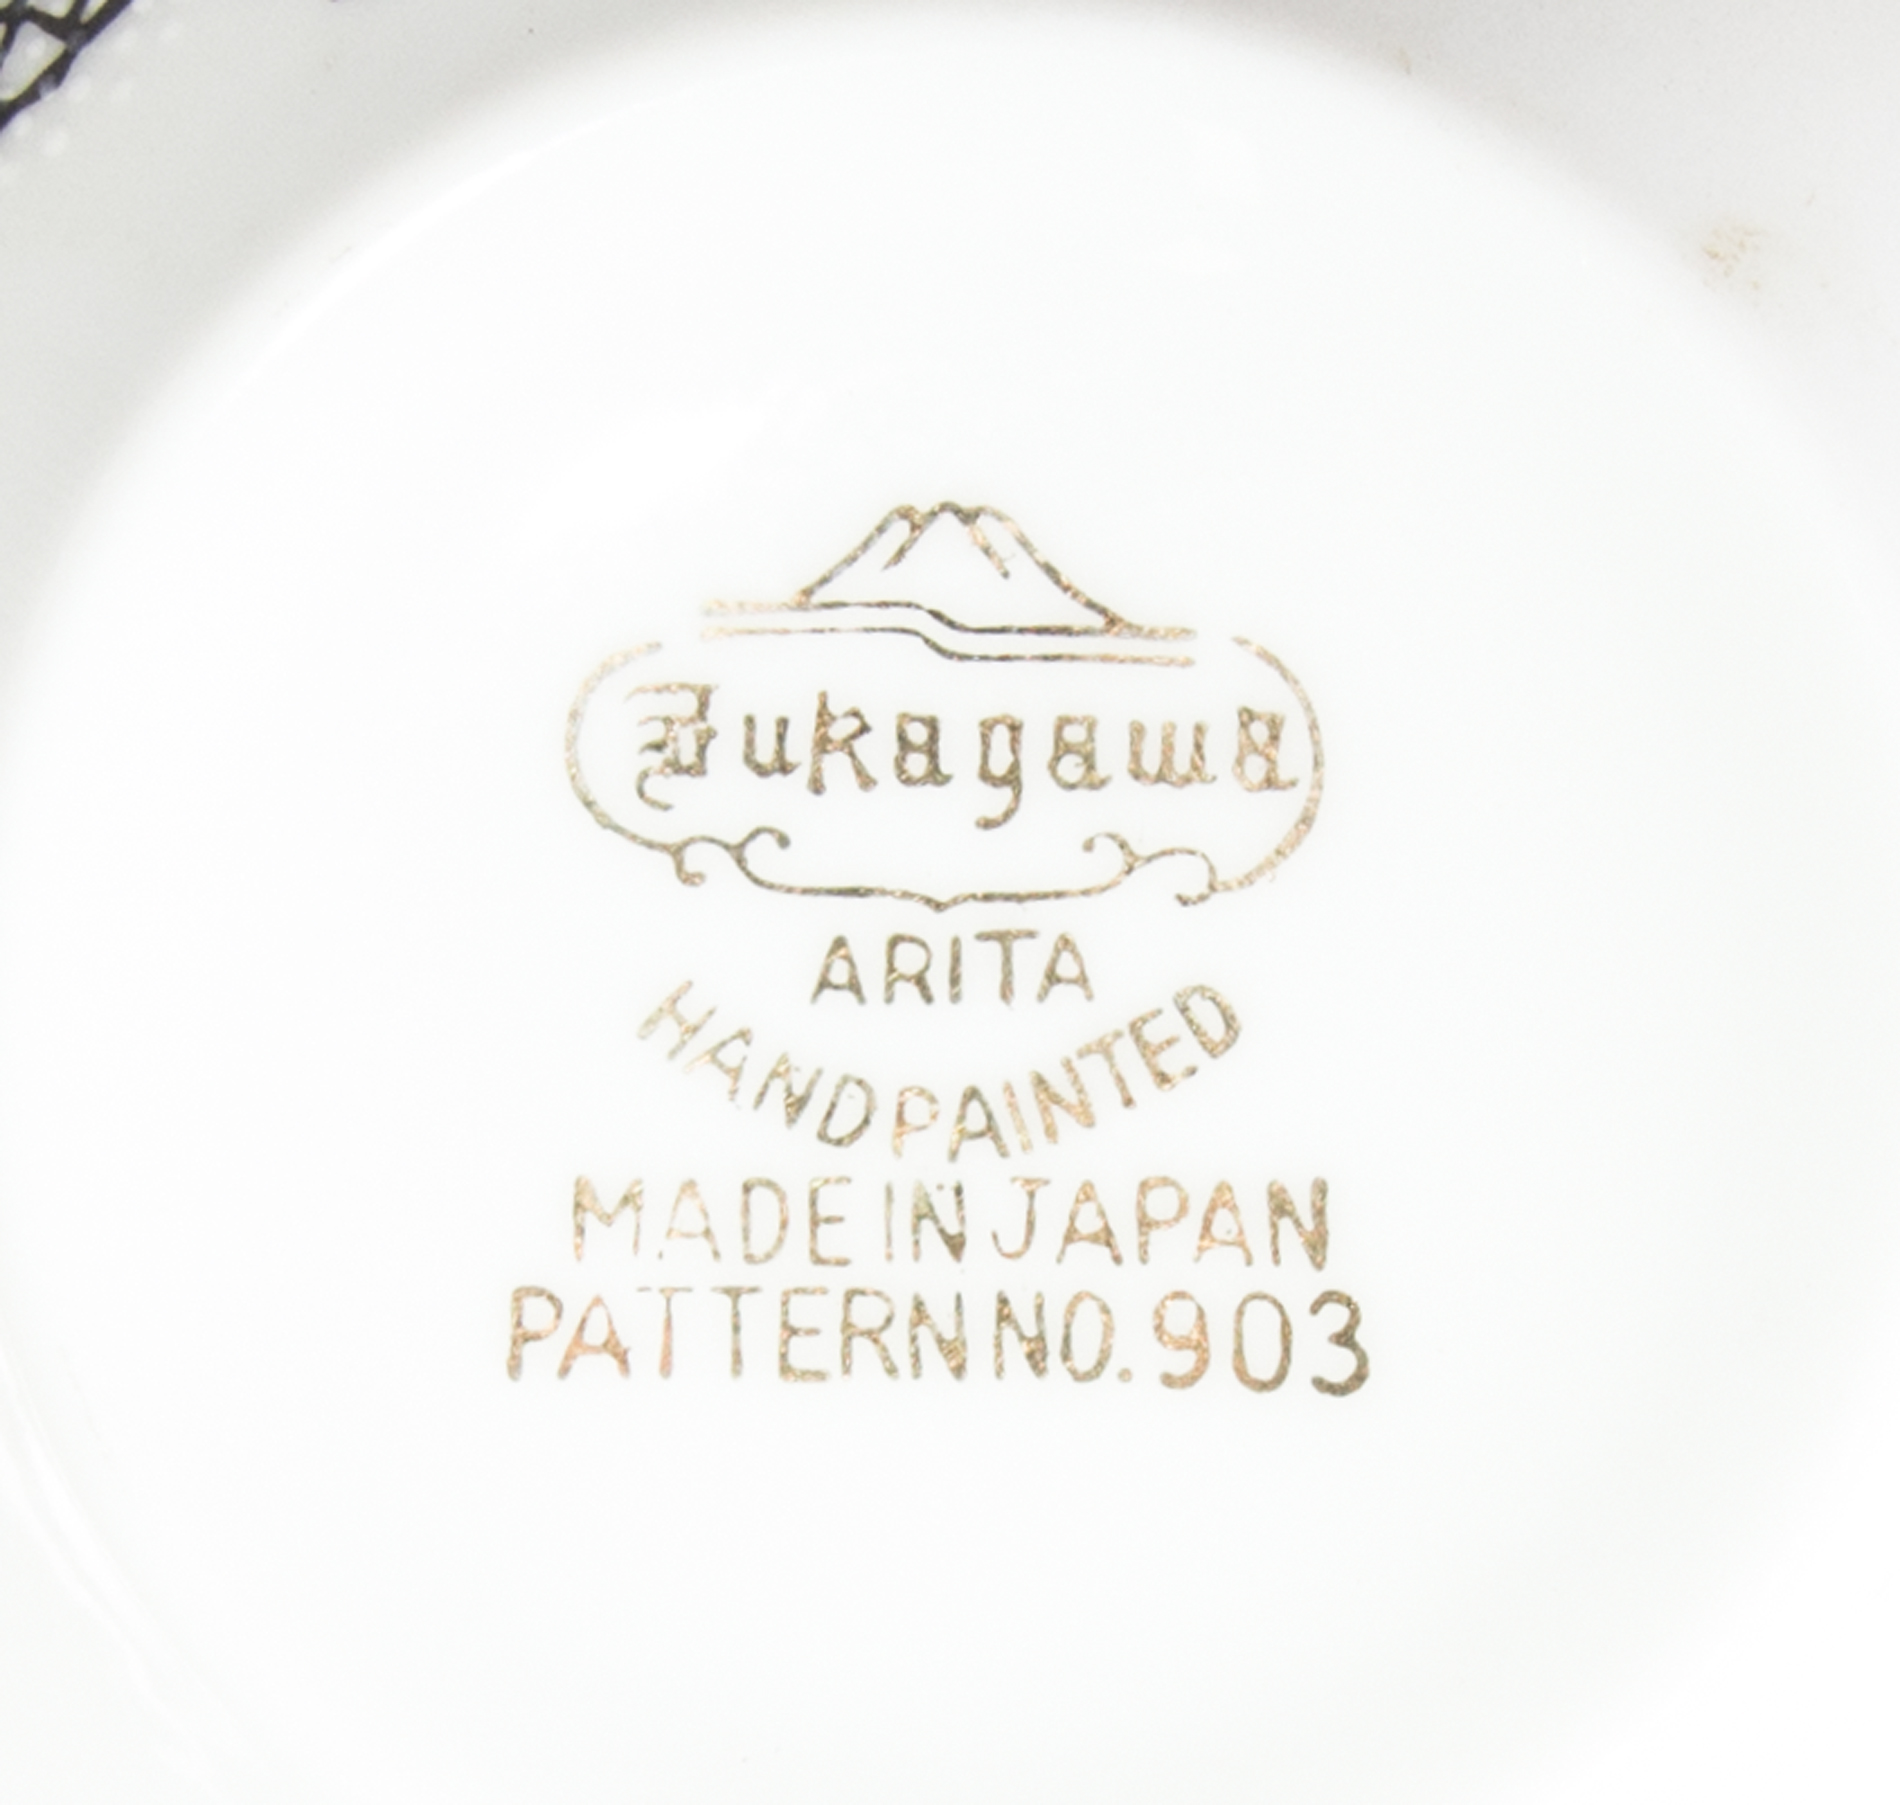 Fukagawa
ARITA
HANDPAINTED
MADE IN JAPAN
PATTERN NO. 903